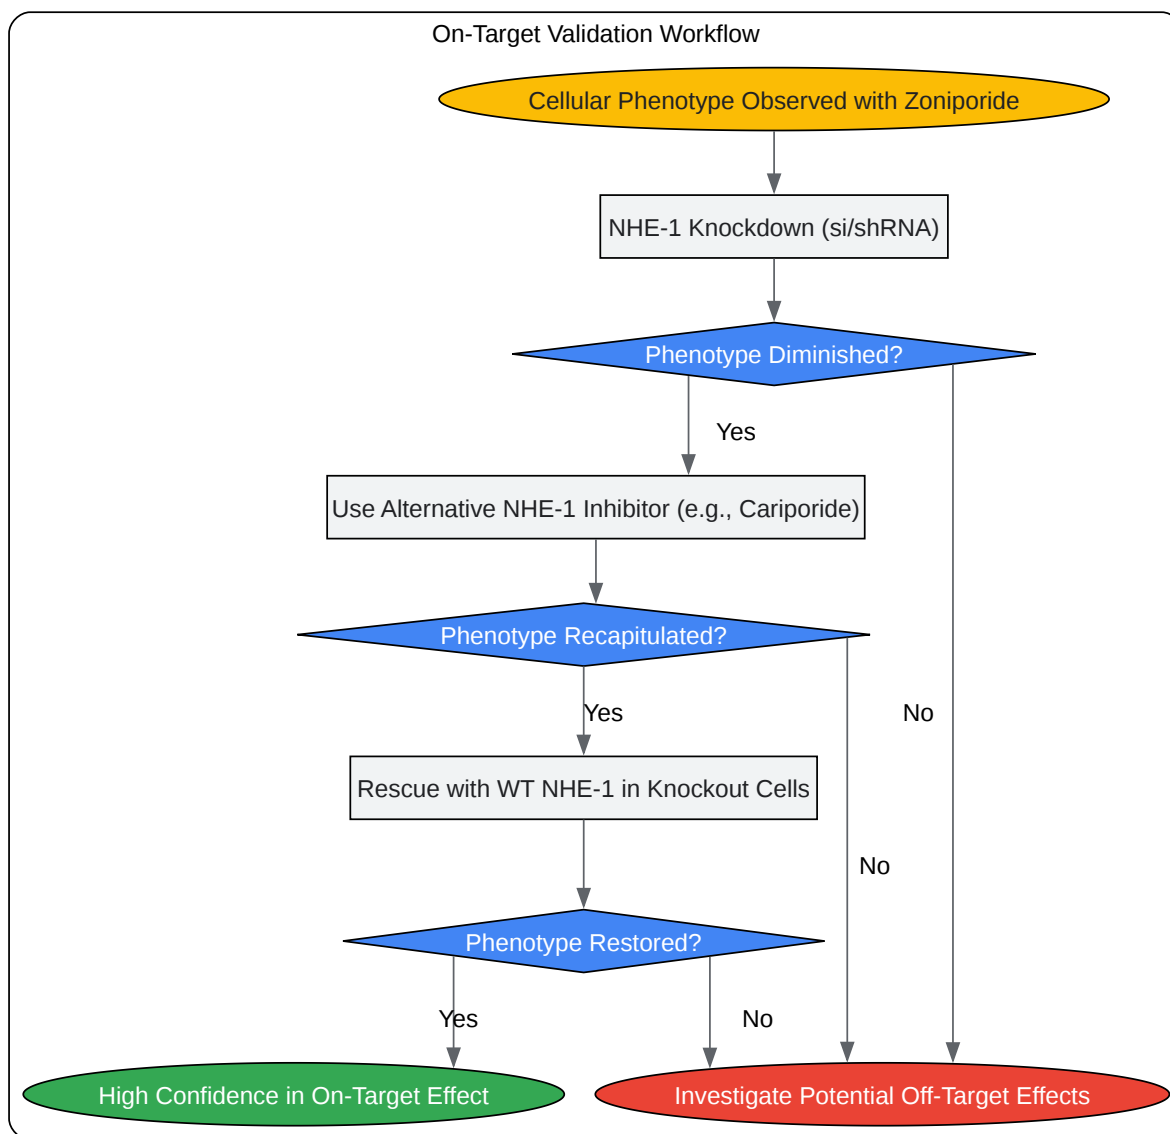 On-Target Validation Workflow
Cellular Phenotype Observed with Zoniporide
NHE-1 Knockdown (si/shRNA)
Phenotype Diminished?
Yes
Use Alternative NHE-1 Inhibitor (e.g., Cariporide)
Phenotype Recapitulated?
Yes
No
Rescue with WT NHE-1 in Knockout Cells
No
Phenotype Restored?
Yes
No
High Confidence in On-Target Effect
Investigate Potential Off-Target Effects